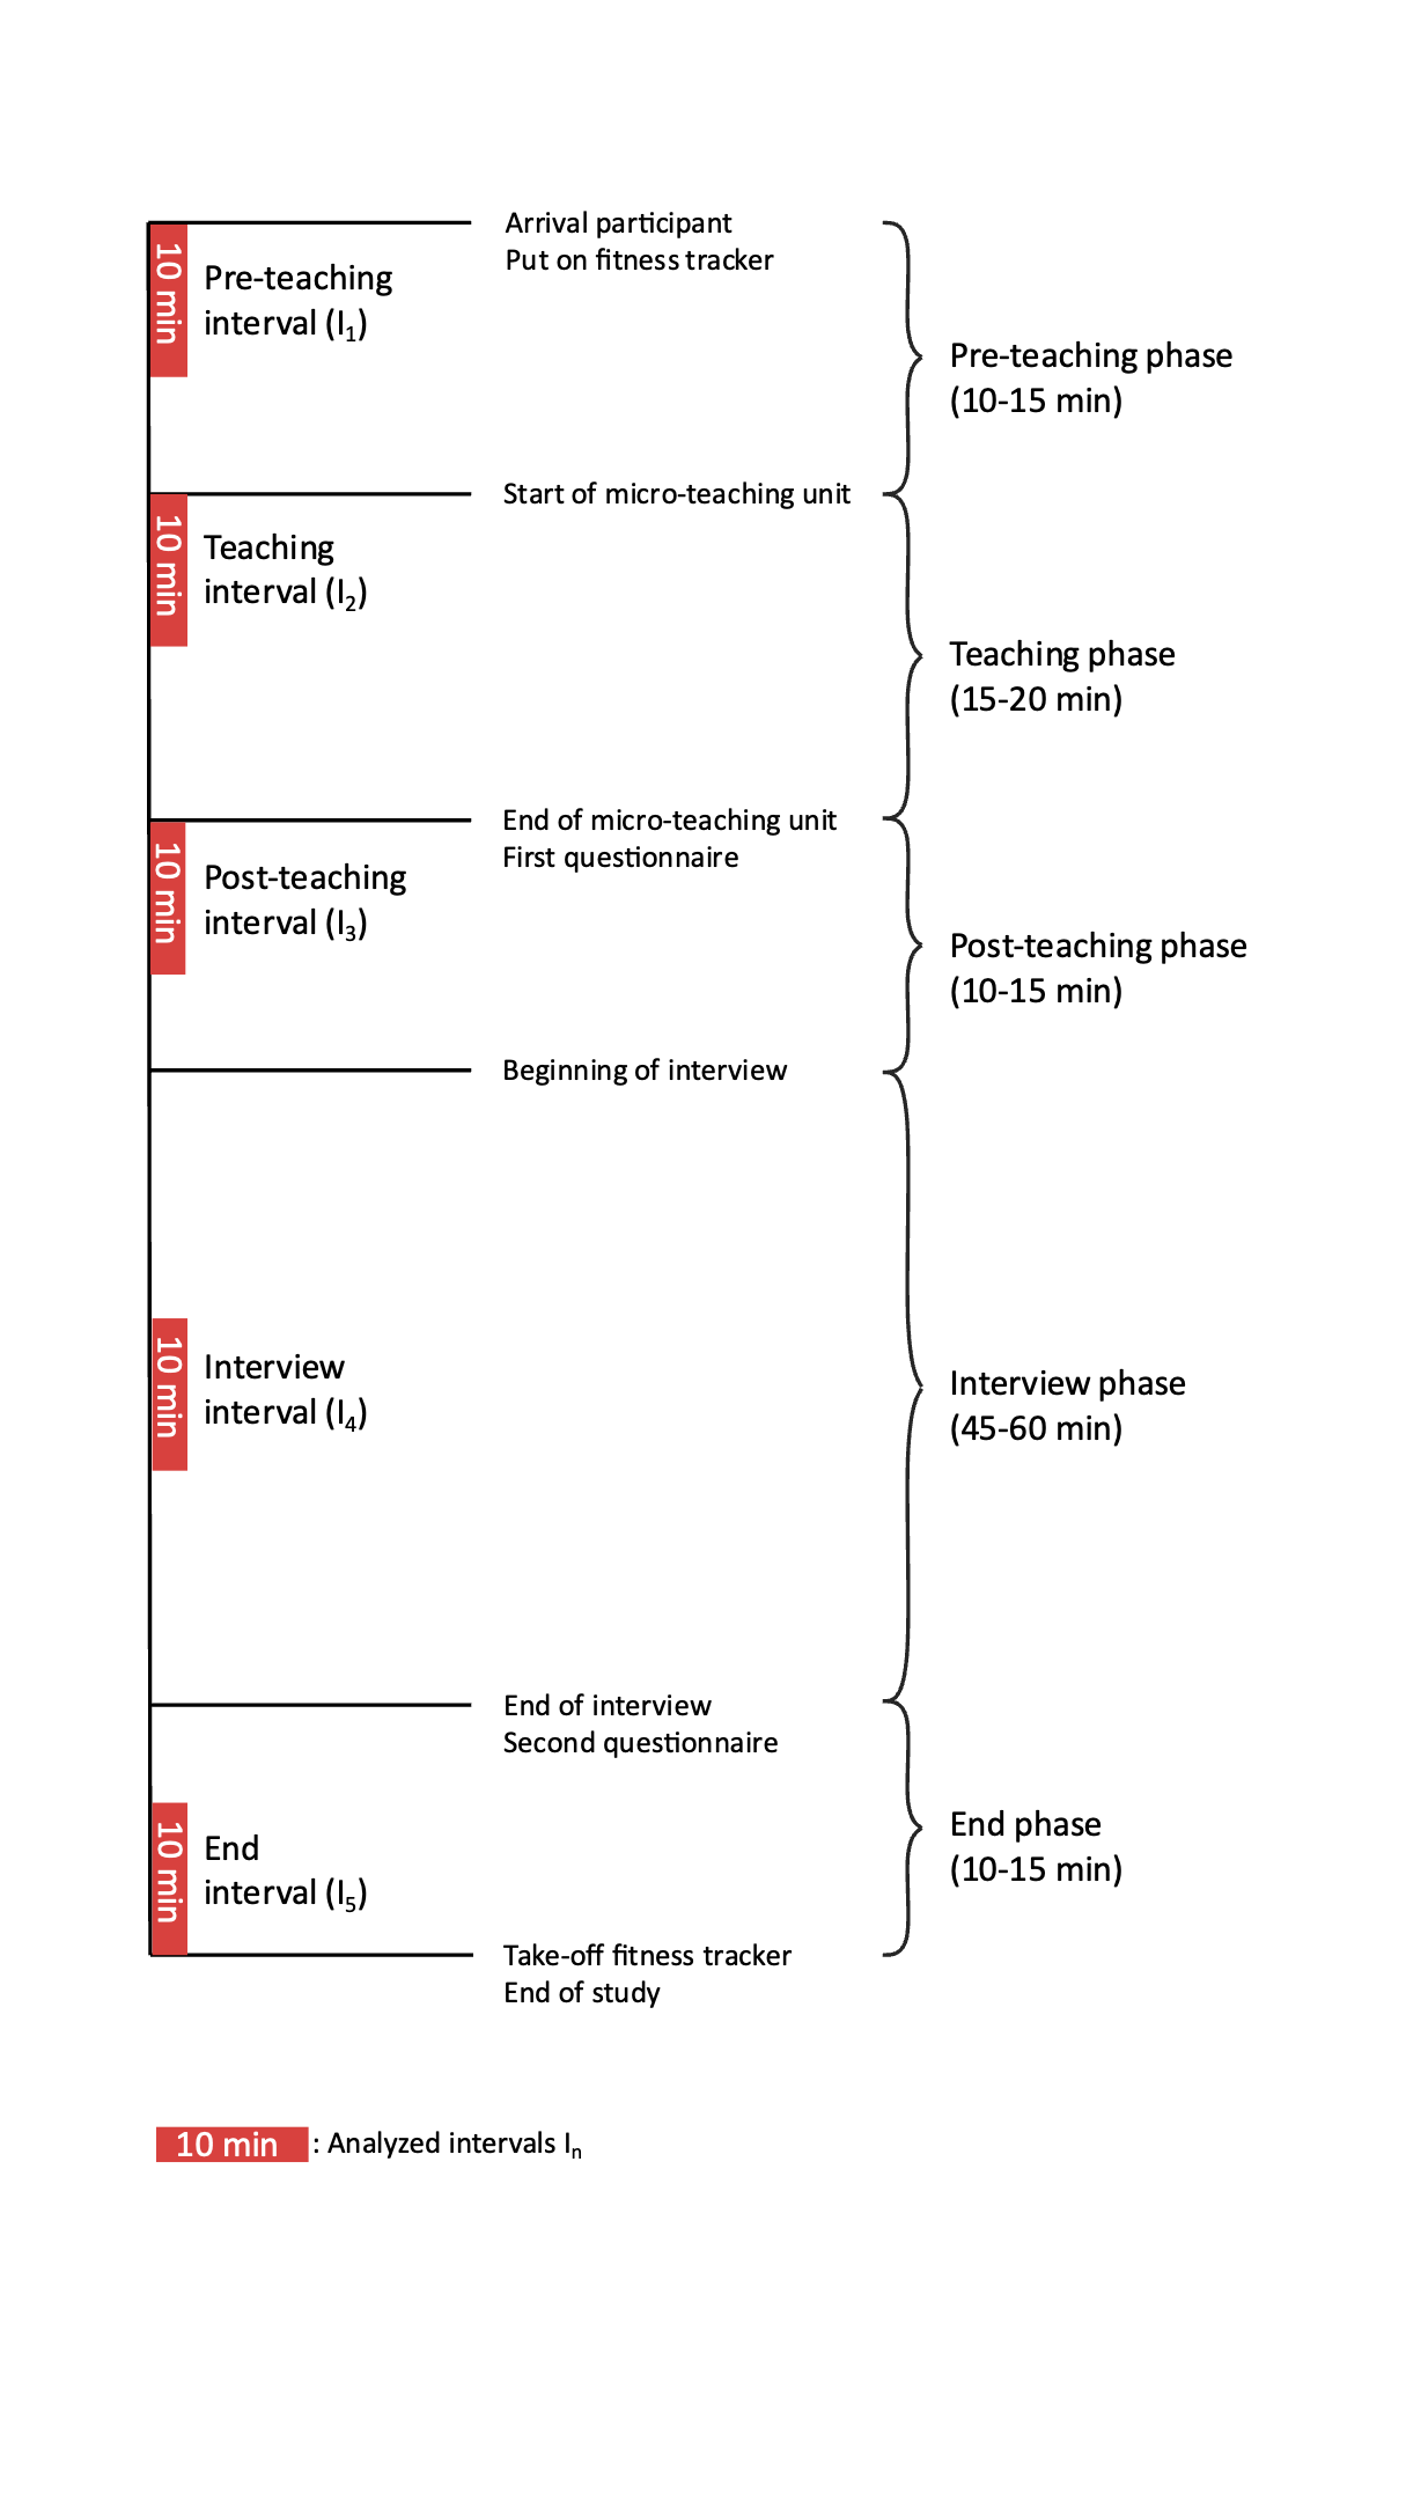 Arrival participant
Put on fitness tracker
10 min
Pre-teaching
interval (I1)
Pre-teaching phase
(10-15 min)
Start of micro-teaching unit
10 min
Teaching
interval (I2)
Teaching phase
(15-20 min)
End of micro-teaching unit
First questionnaire
10 min
Post-teaching
interval (I3)
Post-teaching phase
(10-15 min)
Beginning of interview
10 min
Interview
interval (I4)
Interview phase
(45-60 min)
End of interview
Second questionnaire
10 min
End
interval (I5)
End phase
(10-15 min)
Take-off fitness tracker
End of study
10 min : Analyzed intervals In